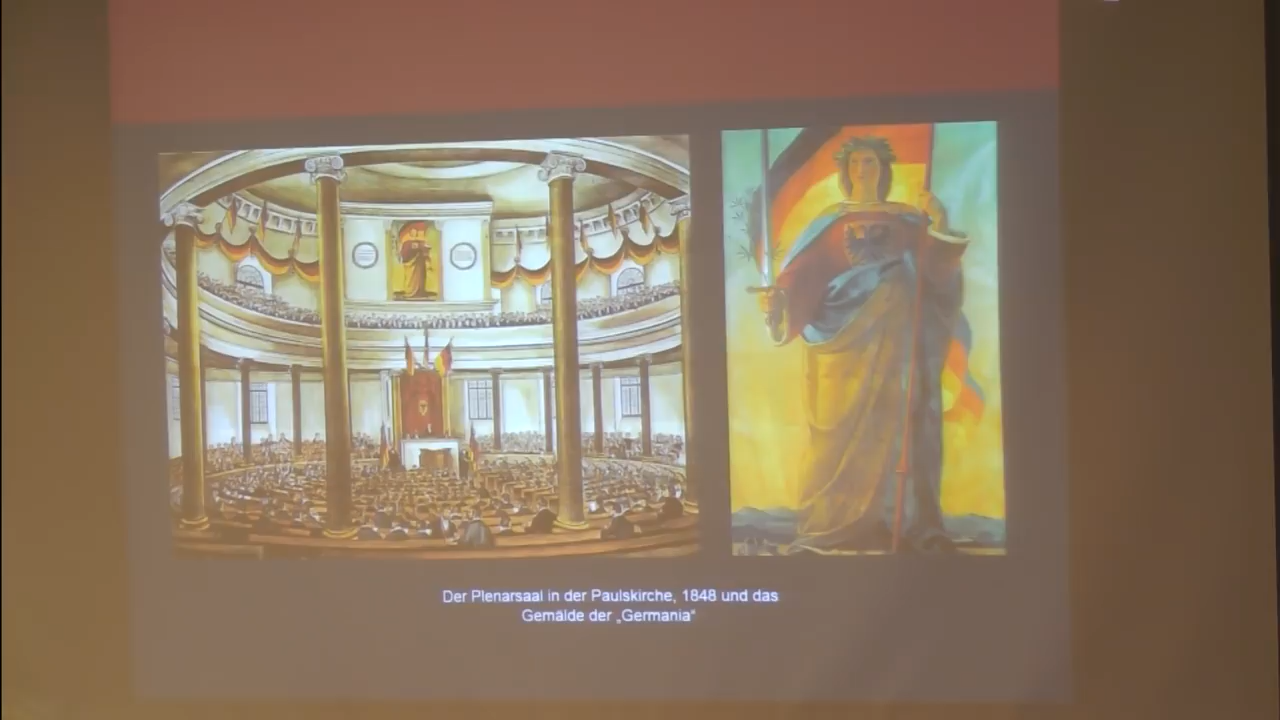 Der Plenarsaal in der Paulskirche, 1848 und das
Gemälde der „Germania“